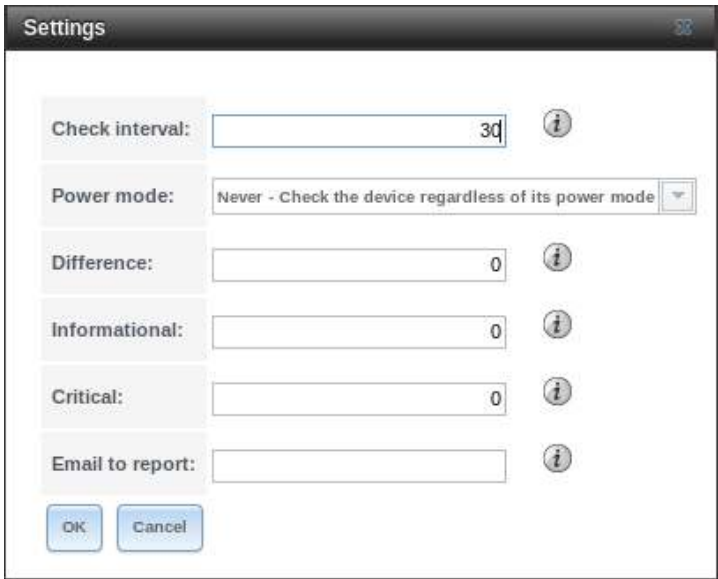 Settings
Check interval: 30
Power mode: Never - Check the device regardless of its power mode
Difference: 0
Informational: 0
Critical: 0
Email to report:
OK Cancel